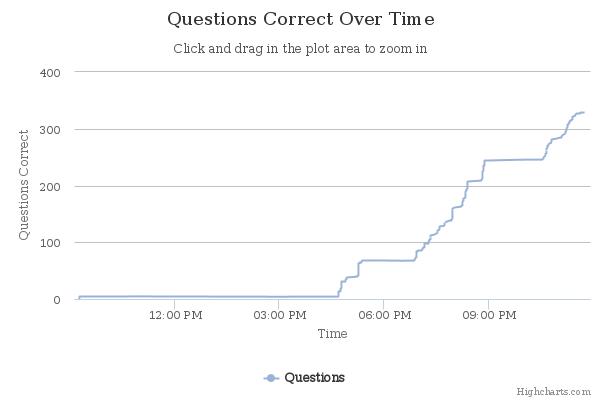 Questions Correct Over Time
Click and drag in the plot area to zoom in
Questions Correct
400
300
200
100
0
12:00 PM 03:00 PM 06:00 PM 09:00 PM
Time
Questions
Highcharts.com